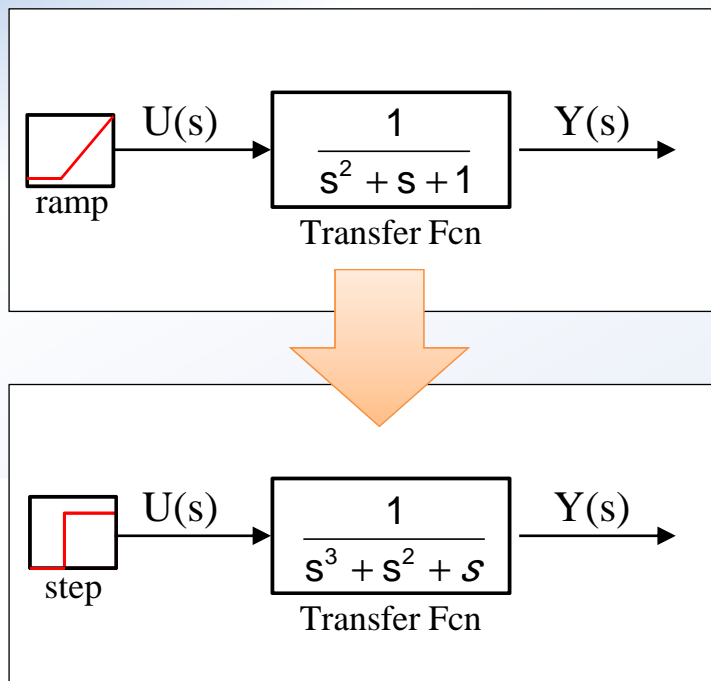 U(s)
1
Y(s)
s² + s + 1
ramp
Transfer Fcn
U(s)
1
Y(s)
s³ + s² + s
step
Transfer Fcn